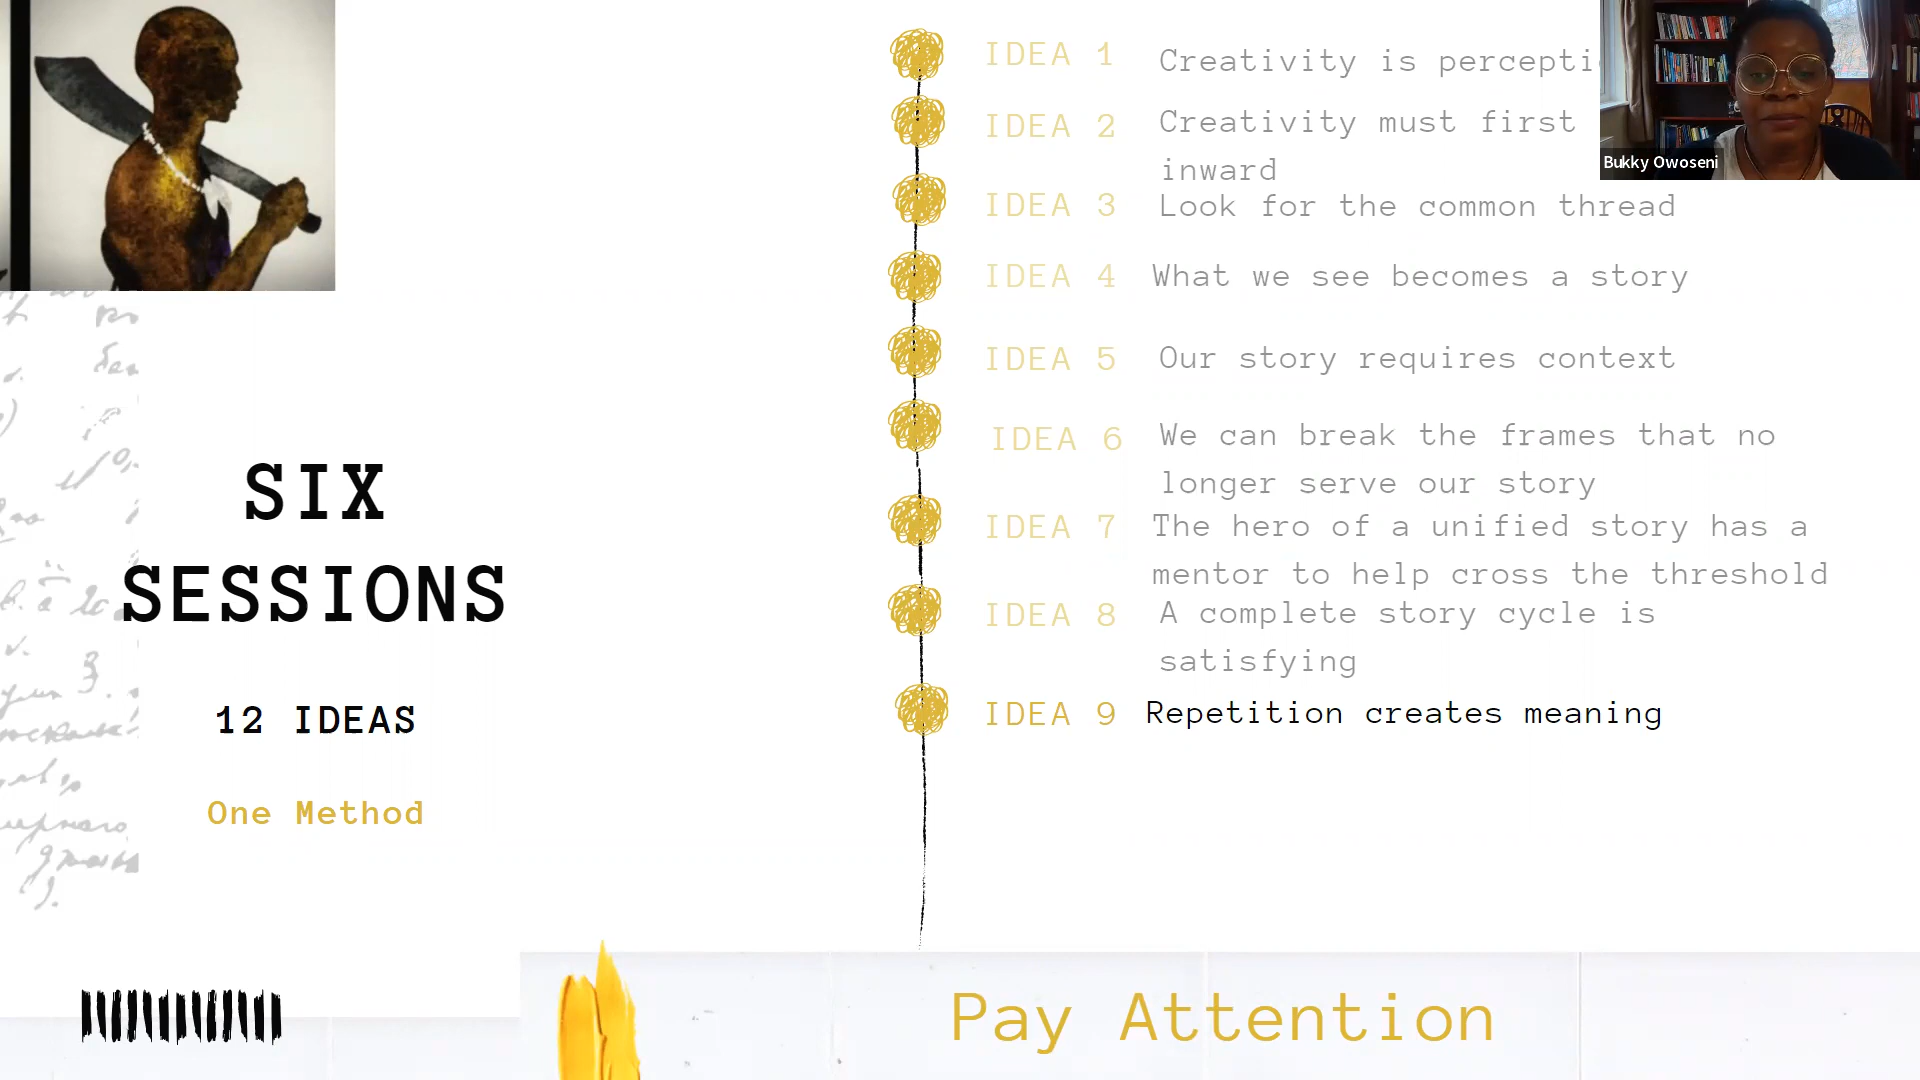 SIX
SESSIONS
12 IDEAS
One Method
IDEA 1 Creativity is
IDEA 2 Creativity must first
inward
IDEA 3 Look for the common thread
IDEA 4 What we see becomes a story
IDEA 5 Our story requires context
IDEA 6 We can break the frames that no
longer serve our story
IDEA 7 The hero of a unified story has a
mentor to help cross the threshold
IDEA 8 A complete story cycle is
satisfying
IDEA 9 Repetition creates meaning
Pay Attention
Bukky Owoseni